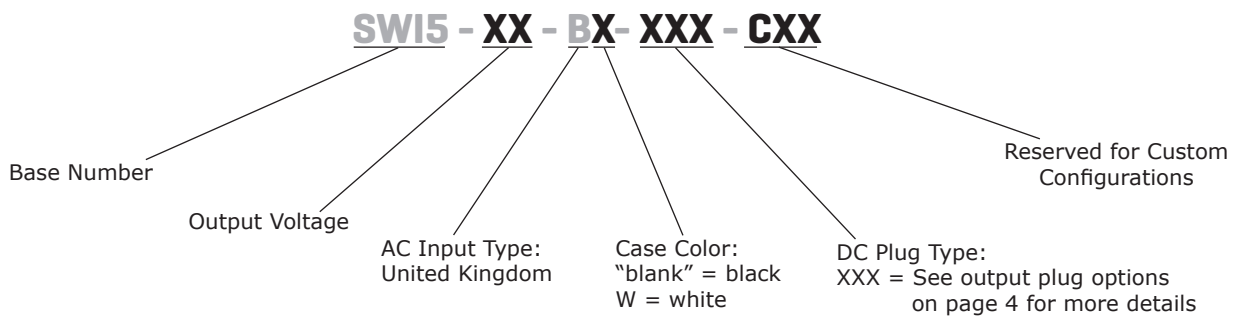 SWI5 - XX - BX- XXX - CXX
Base Number
Output Voltage
AC Input Type:
United Kingdom
Case Color:
“blank” = black
W = white
DC Plug Type:
XXX = See output plug options
on page 4 for more details
Reserved for Custom
Configurations